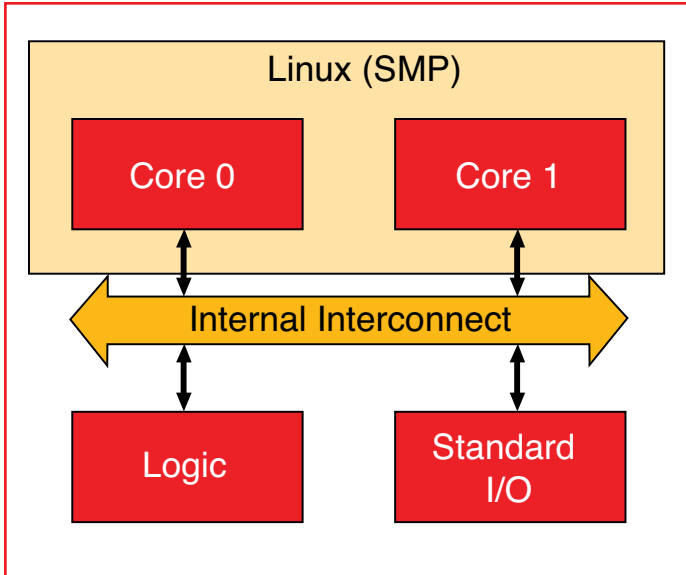 Linux (SMP)
Core 0
Core 1
Internal Interconnect
Logic
Standard
I/O